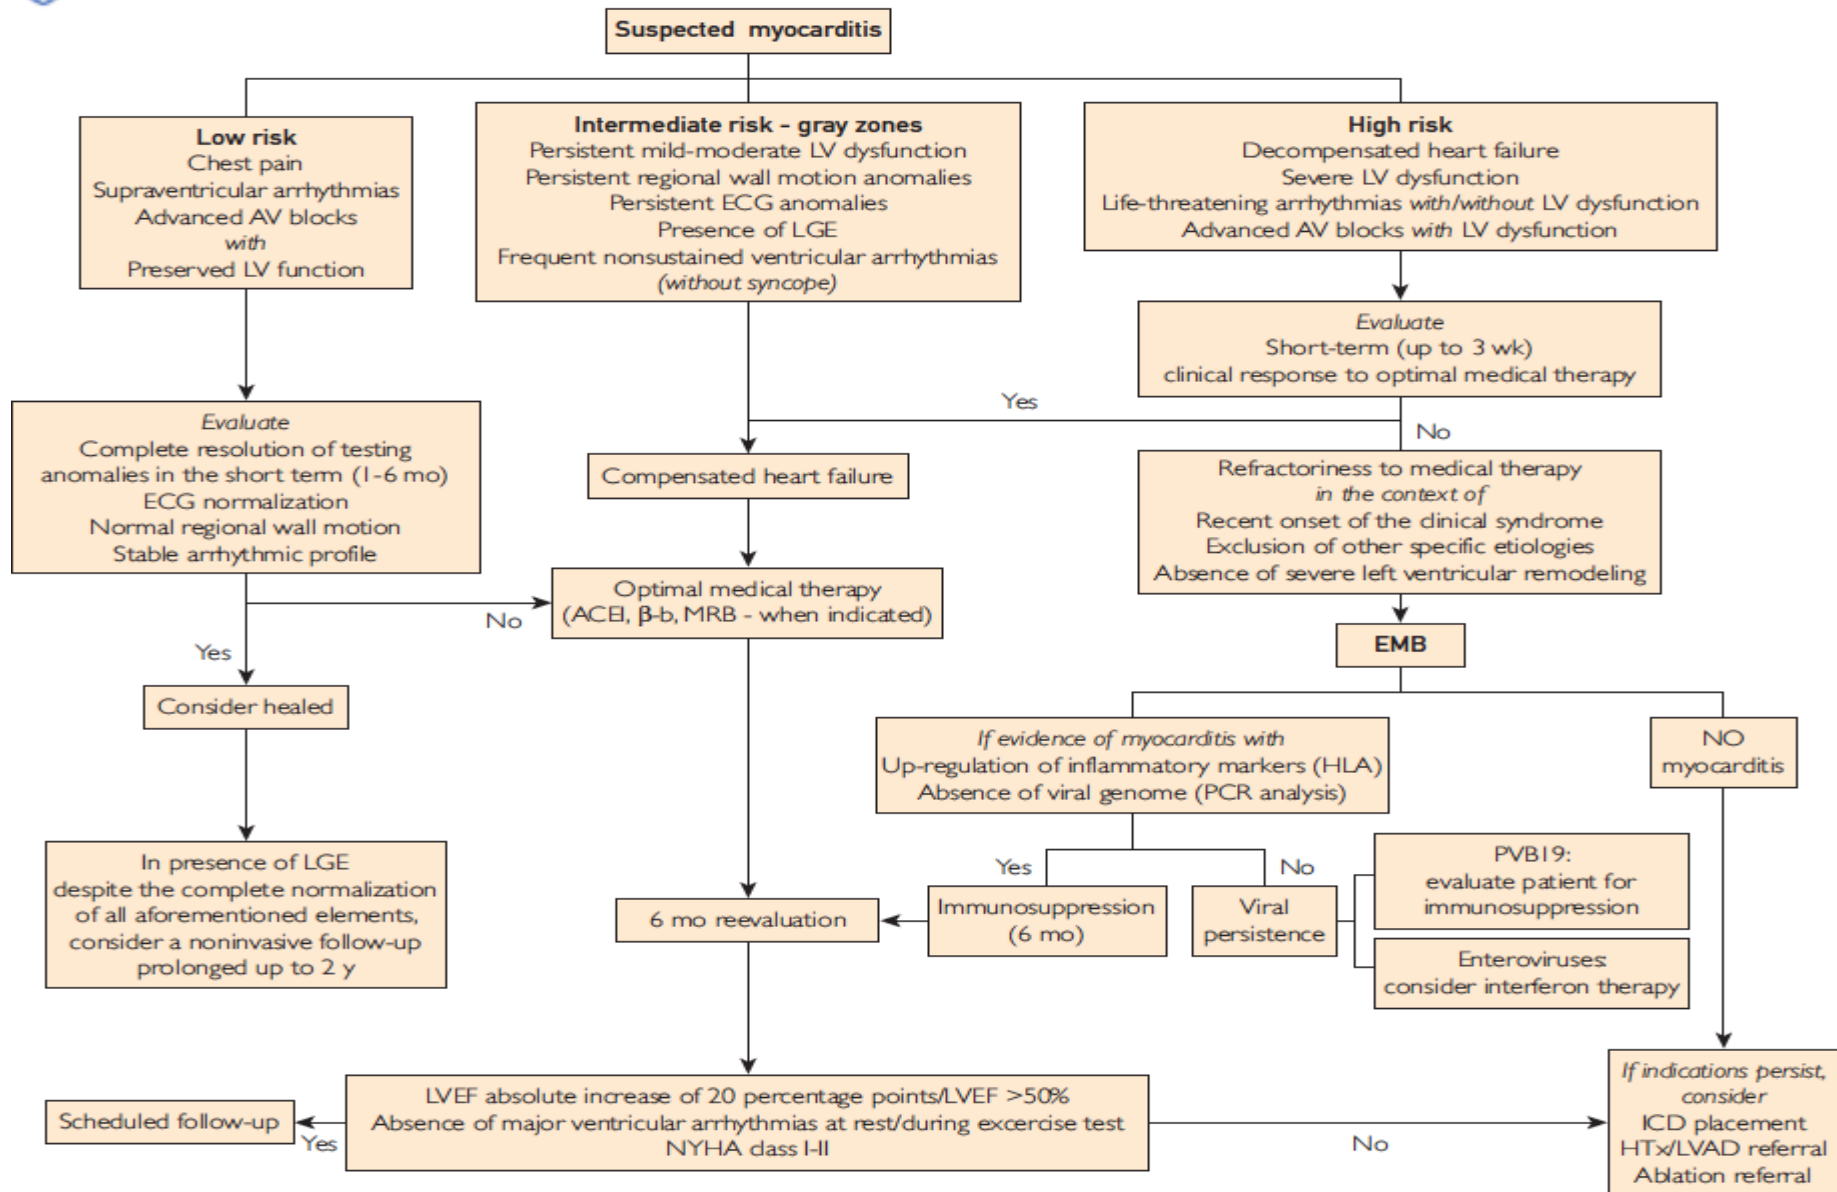 Suspected myocarditis
Low risk
Chest pain
Supraventricular arrhythmias
Advanced AV blocks
with
Preserved LV function
Intermediate risk - gray zones
Persistent mild-moderate LV dysfunction
Persistent regional wall motion anomalies
Persistent ECG anomalies
Presence of LGE
Frequent nonsustained ventricular arrhythmias
(without syncope)
High risk
Decompensated heart failure
Severe LV dysfunction
Life-threatening arrhythmias with/without LV dysfunction
Advanced AV blocks with LV dysfunction
Evaluate
Short-term (up to 3 wk)
clinical response to optimal medical therapy
Yes
No
Evaluate
Complete resolution of testing
anomalies in the short term (1-6 mo)
ECG normalization
Normal regional wall motion
Stable arrhythmic profile
Compensated heart failure
Refractoriness to medical therapy
in the context of
Recent onset of the clinical syndrome
Exclusion of other specific etiologies
Absence of severe left ventricular remodeling
No
Optimal medical therapy
(ACEI, β-b, MRB - when indicated)
Yes
EMB
Consider healed
If evidence of myocarditis with
Up-regulation of inflammatory markers (HLA)
Absence of viral genome (PCR analysis)
NO
myocarditis
In presence of LGE
despite the complete normalization
of all aforementioned elements,
consider a noninvasive follow-up
prolonged up to 2 y
Yes
No
6 mo reevaluation
Immunosuppression
(6 mo)
Viral
persistence
PVB19:
evaluate patient for
immunosuppression
Enteroviruses:
consider interferon therapy
Scheduled follow-up
Yes
LVEF absolute increase of 20 percentage points/LVEF >50%
Absence of major ventricular arrhythmias at rest/during excercise test
NYHA class I-II
No
If indications persist,
consider
ICD placement
HTx/LVAD referral
Ablation referral